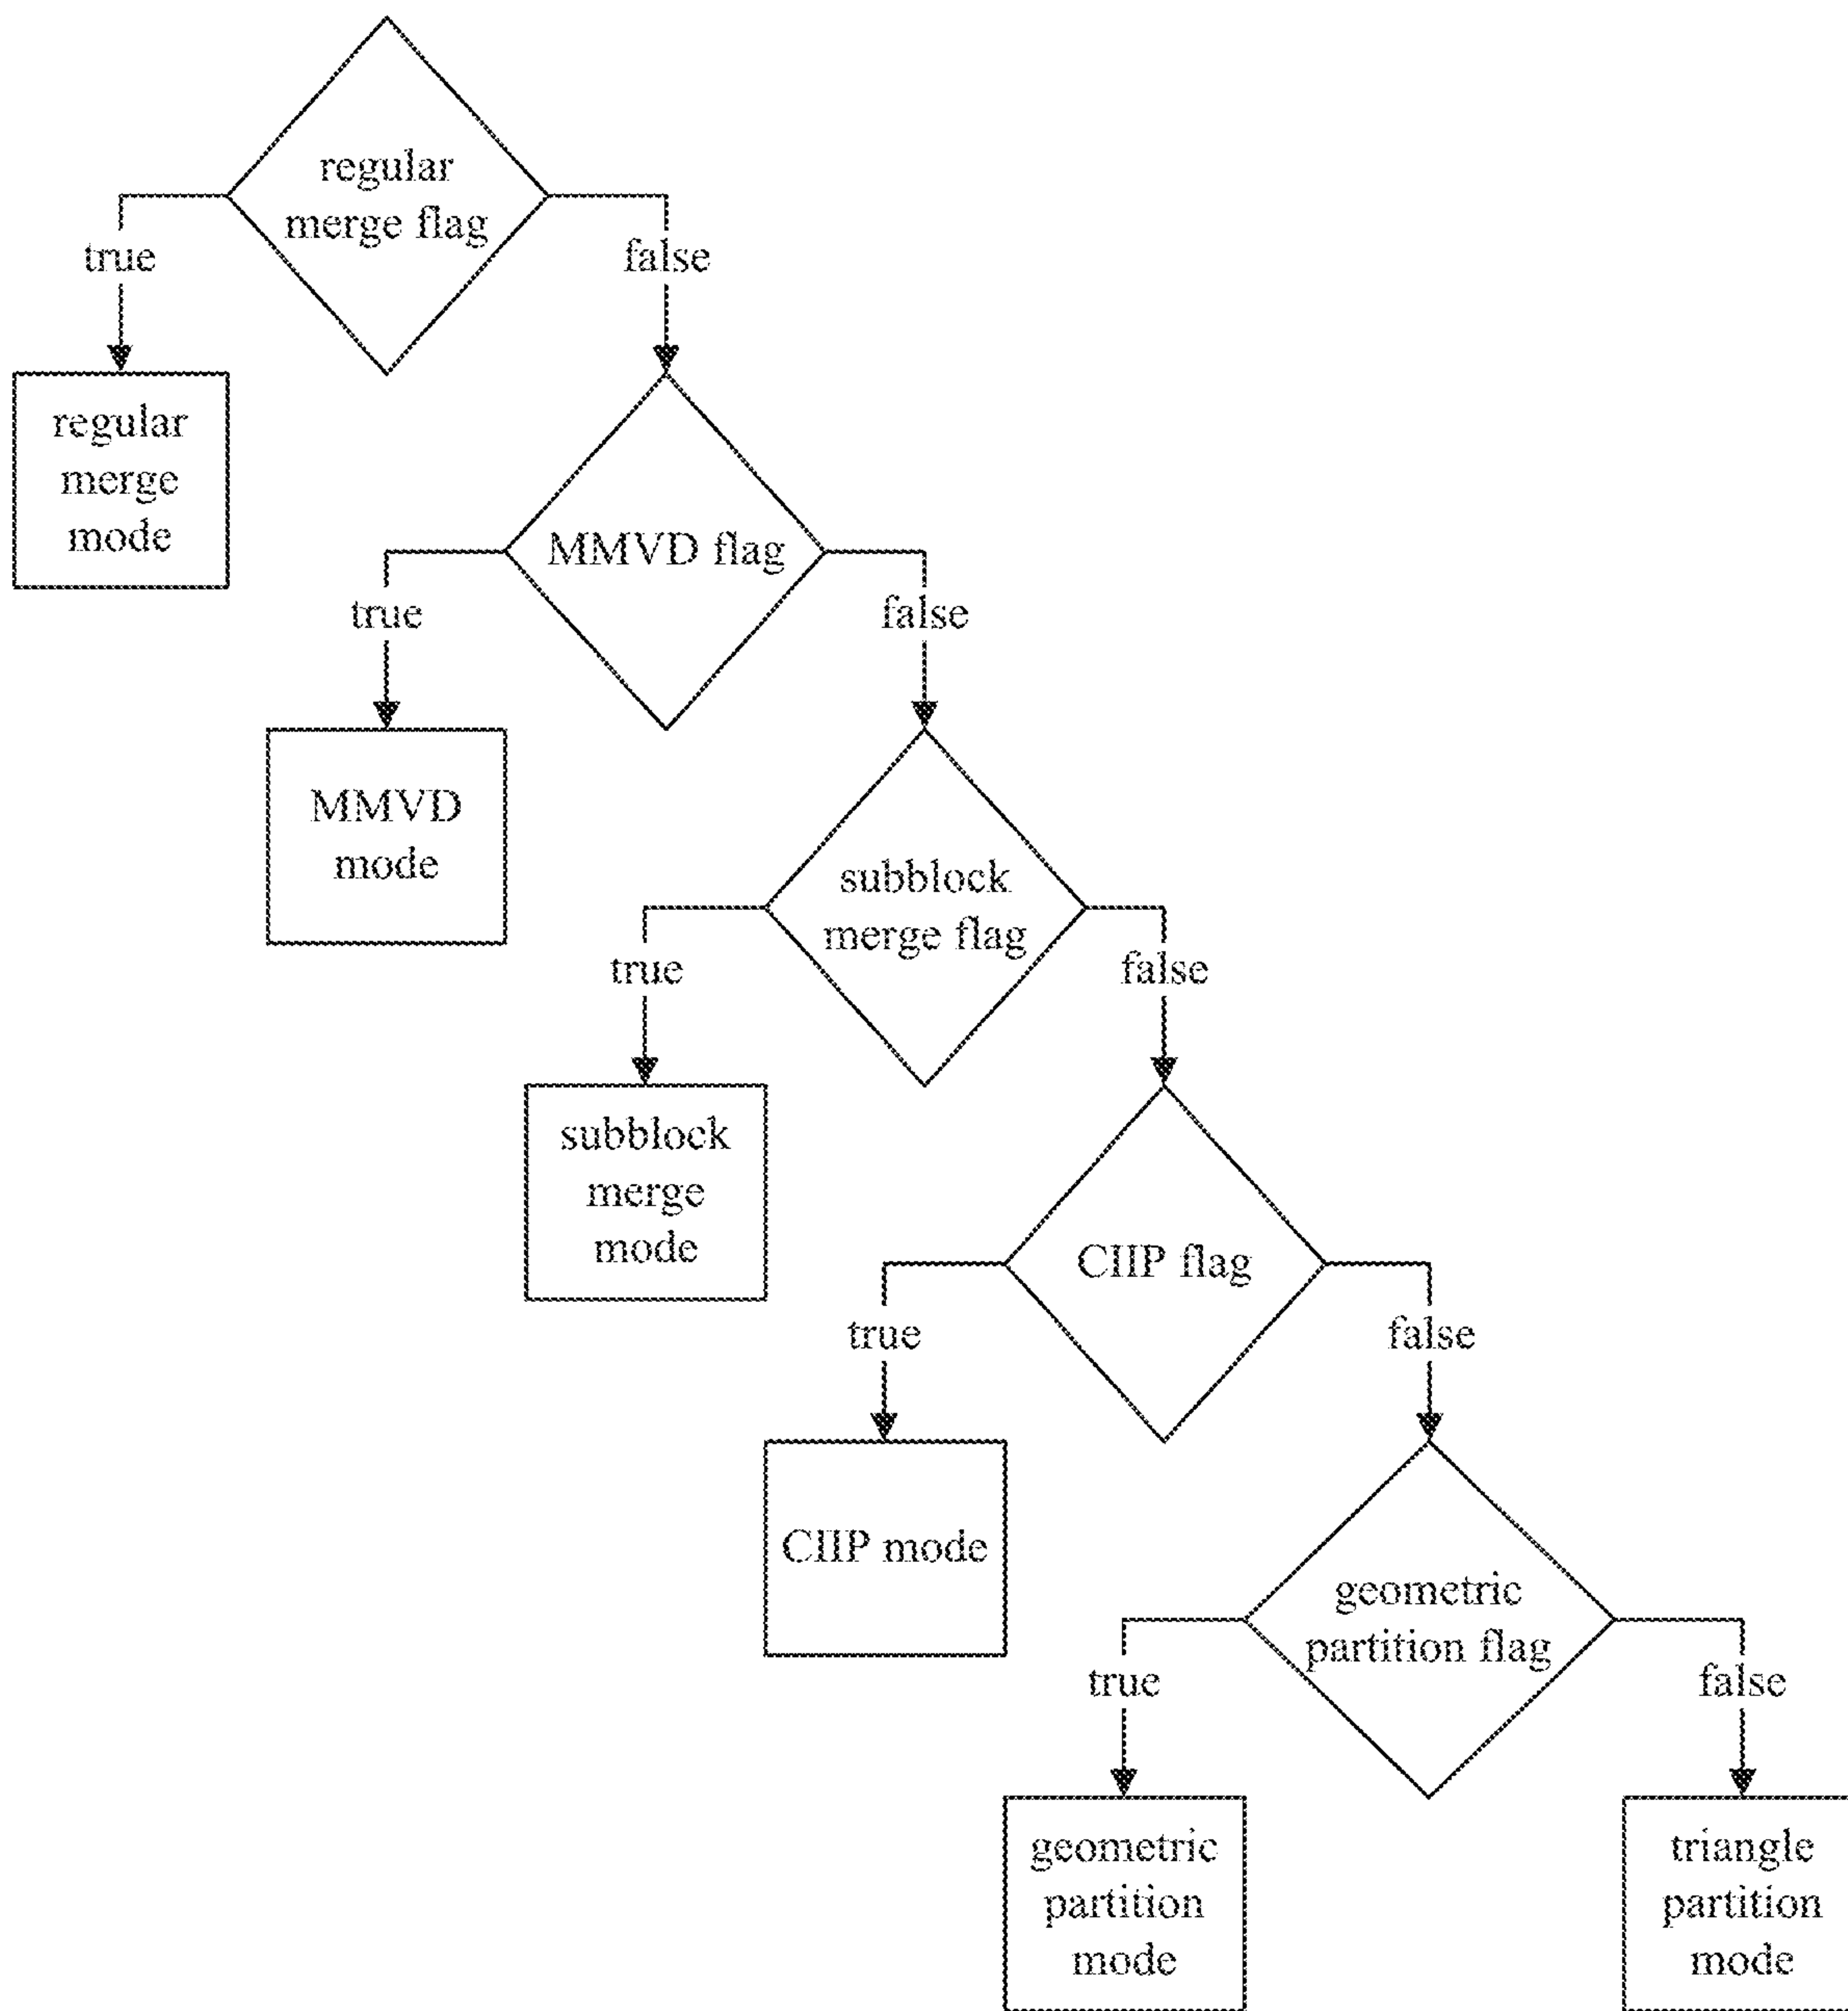 regular
merge flag
true
false
regular
merge
mode
MMVD flag
true
false
MMVD
mode
subblock
merge flag
true
false
subblock
merge
mode
CIIP flag
true
false
CIIP mode
geometric
partition flag
true
false
geometric
partition
mode
triangle
partition
mode